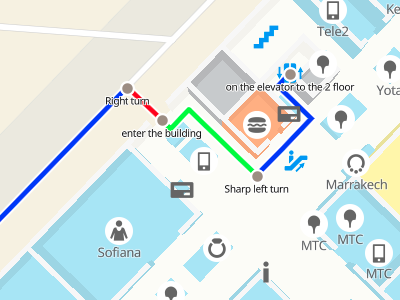 Tele2
Ke
on the elevator to the 2 floor
Yota
Right turn
enter the building
Marrakech
Sharp left turn
MTC
MTC
MTC
Sofiana